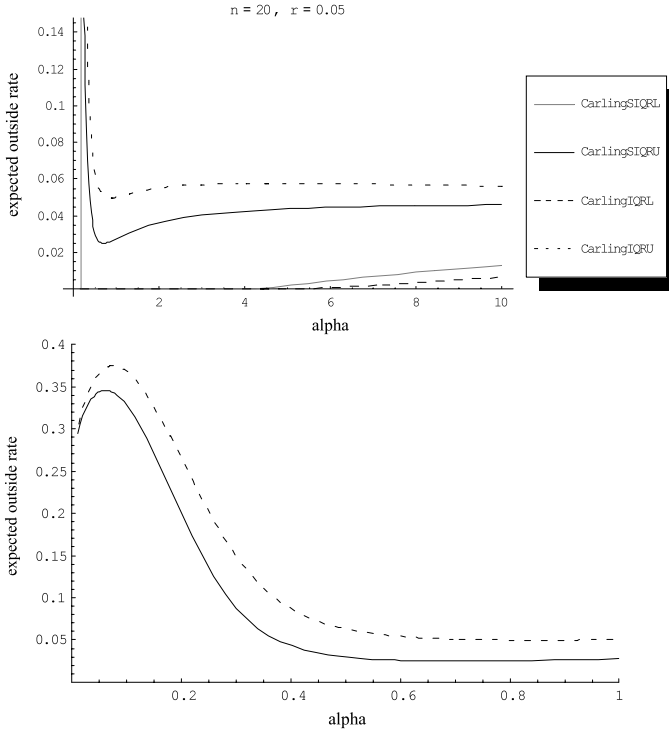 n = 20 , r = 0.05
0.14
0.12
0.1
0.08
0.06
0.04
0.02
expected outside rate
2
4
6
8
10
alpha
CarlingSIQRL
CarlingSIQRU
CarlingIQRL
CarlingIQRU
0.4
0.35
0.3
0.25
0.2
0.15
0.1
0.05
expected outside rate
0.2
0.4
0.6
0.8
1
alpha